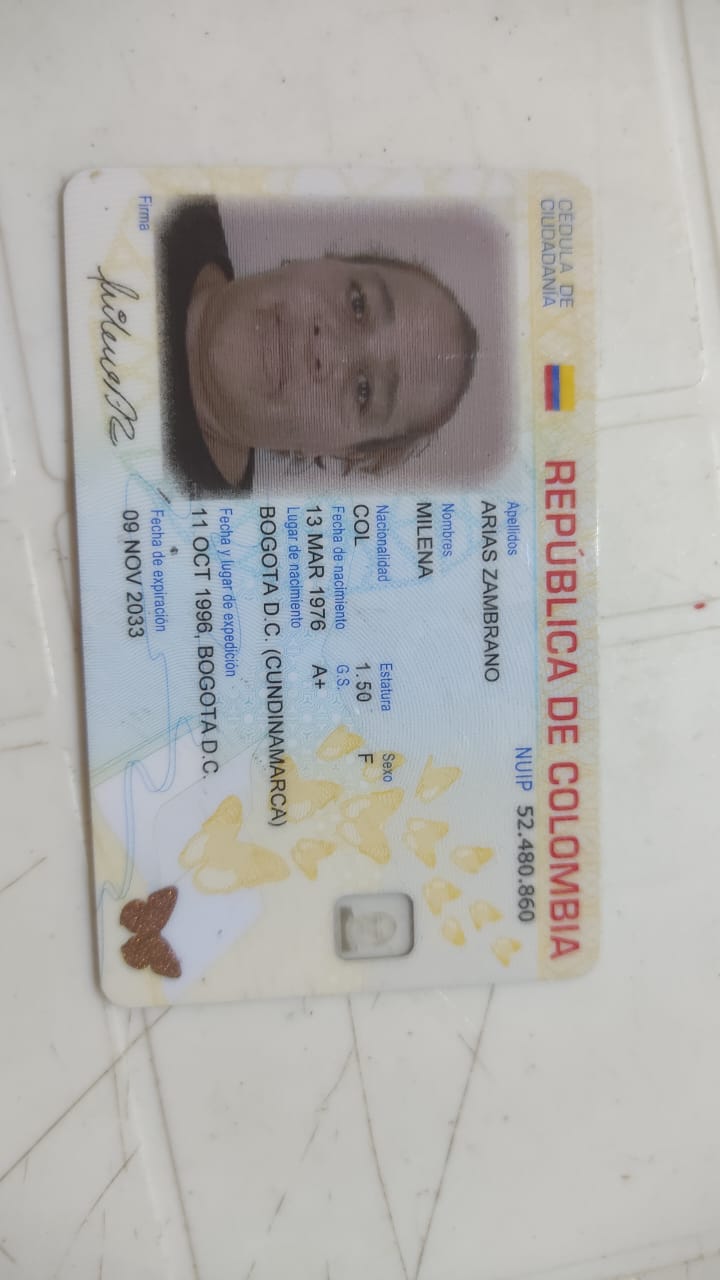 CÉDULA DE
CIUDADANÍA
REPÚBLICA DE COLOMBIA
NUIP 52.480.860
Apellidos
ARIAS ZAMBRANO
Nombres
MILENA
Nacionalidad Estatura Sexo
COL 1.50 F
Fecha de nacimiento G.S.
13 MAR 1976 A+
Lugar de nacimiento
BOGOTA D.C. (CUNDINAMARCA)
Fecha y lugar de expedición
11 OCT 1996, BOGOTA D.C.
Fecha de expiración
09 NOV 2033
Firma